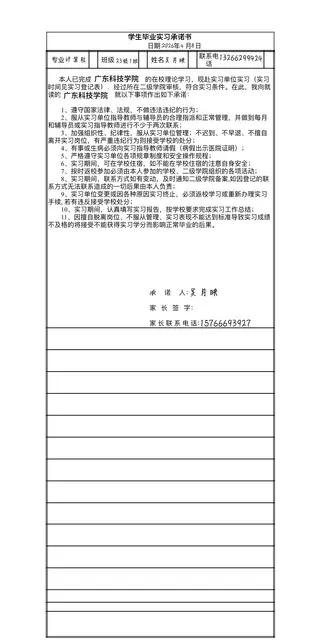 学生毕业实习承诺书
日期2026年4月8日
专业计算机 班级23级1班 姓名吴月映 联系电话13266299424
本人已完成 广东科技学院 的在校理论学习，现赴实习单位实习（实习
时间见实习登记表），经过所在二级学院审核，符合实习条件。在此，我向就
读的 广东科技学院 就以下事项作出如下承诺：
1、遵守国家法律、法规，不做违法违纪的行为；
2、服从实习单位指导教师与辅导员的合理指派和正常管理，并做到每月
和辅导员或实习指导教师进行不少于两次联系；
3、加强组织性、纪律性，服从实习单位管理；不迟到、不早退、不擅自
离开实习岗位，有严重违纪行为则接受学校的处分；
4、有事或生病必须向实习指导教师请假（病假出示医院证明）；
5、严格遵守实习单位各项规章制度和安全操作规程；
6、实习期间，可在学校住宿，如不能在学校住宿的注意自身安全；
7、按时返校参加必须由本人参加的学校、二级学院组织的各项活动；
8、实习期间，联系方式如有变动，及时通知二级学院备案，如因登记的联
系方式无法联系造成的一切后果由本人负责；
9、实习单位变更或因各种原因实习终止，必须返校学习或重新办理实习
手续，若有违反接受学校处分；
10、实习期间，认真填写实习报告，按学校要求完成实习工作总结；
11、因擅自脱离岗位、不服从管理、实习表现不能达到标准导致实习成绩
不及格的将接受不能获得实习学分而影响正常毕业的后果。
承 诺 人：吴月映
家 长 签 字：
家长联系电话：15766693927